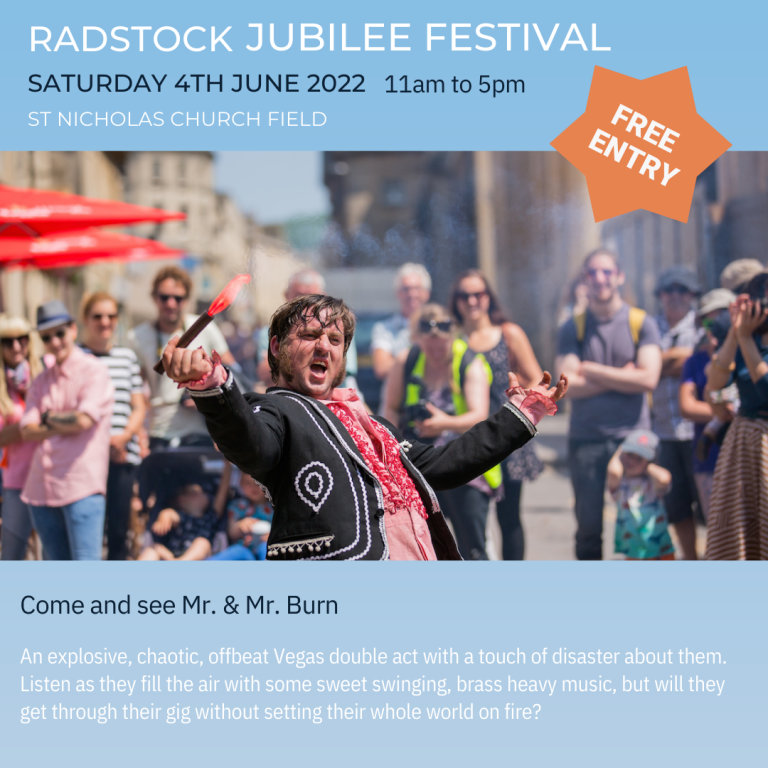 RADSTOCK JUBILEE FESTIVAL
SATURDAY 4TH JUNE 2022 11am to 5pm
ST NICHOLAS CHURCH FIELD
FREE
ENTRY
Come and see Mr. & Mr. Burn
An explosive, chaotic, offbeat Vegas double act with a touch of disaster about them.
Listen as they fill the air with some sweet swinging, brass heavy music, but will they
get through their gig without setting their whole world on fire?